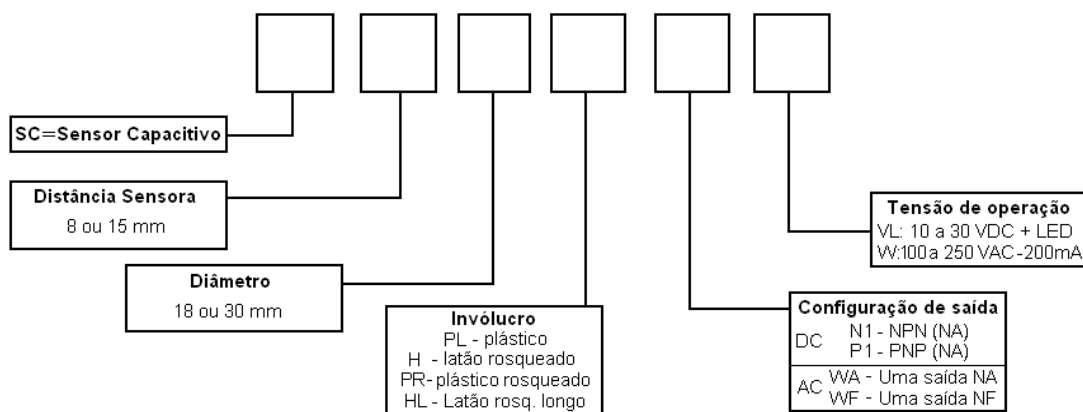 SC=Sensor Capacitivo
Distância Sensora
8 ou 15 mm
Diâmetro
18 ou 30 mm
Invólucro
PL - plástico
H - latão rosqueado
PR- plástico rosqueado
HL - Latão rosq. longo
Configuração de saída
DC N1 - NPN (NA)
P1 - PNP (NA)
AC WA - Uma saída NA
WF - Uma saída NF
Tensão de operação
VL: 10 a 30 VDC + LED
W:100 a 250 VAC-200mA